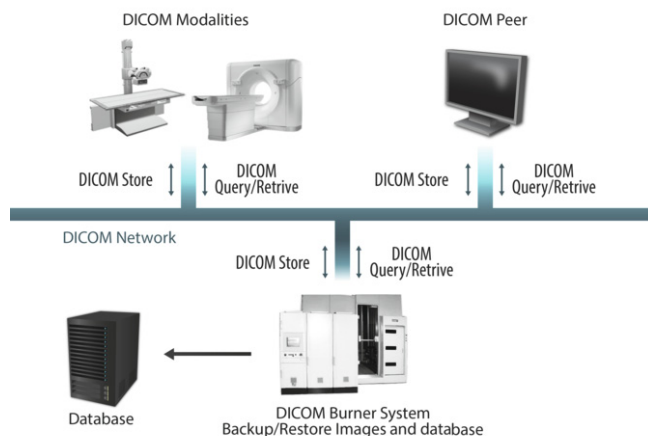 DICOM Modalities
DICOM Peer
DICOM Store
DICOM
Query/Retrive
DICOM Store
DICOM
Query/Retrive
DICOM Network
DICOM Store
DICOM
Query/Retrive
Database
DICOM Burner System
Backup/Restore Images and database